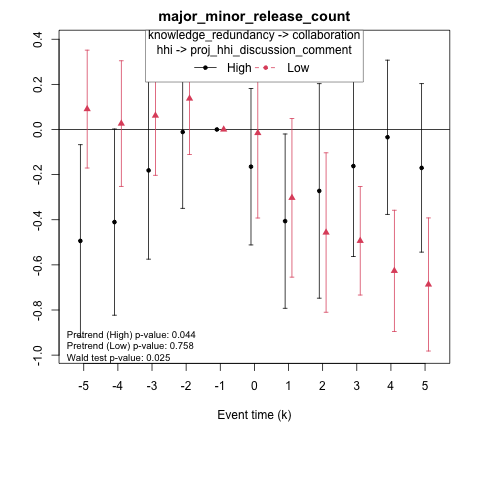 major_minor_release_count
knowledge_redundancy -> collaboration
hhi -> proj_hhi_discussion_comment
High Low
0.4
0.2
0.0
-0.2
-0.4
-0.6
-0.8
-1.0
Pretrend (High) p-value: 0.044
Pretrend (Low) p-value: 0.758
Wald test p-value: 0.025
-5 -4 -3 -2 -1 0 1 2 3 4 5
Event time (k)